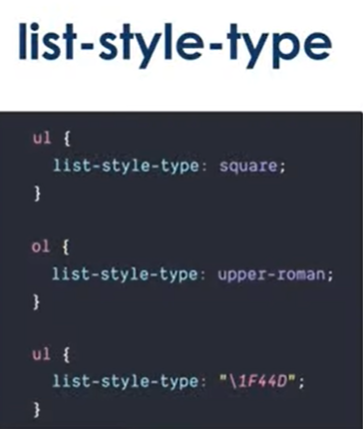 list-style-type
ul {
  list-style-type: square;
}
ol {
  list-style-type: upper-roman;
}
ul {
  list-style-type: "\1F44D";
}